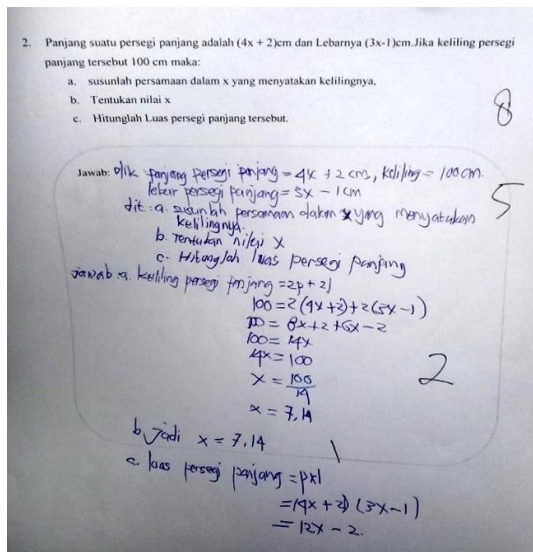 2. Panjang suatu persegi panjang adalah (4x + 2)cm dan Lebarnya (3x-1)cm.Jika keliling persegi
panjang tersebut 100 cm maka:
a. susunlah persamaan dalam x yang menyatakan kelilingnya,
b. Tentukan nilai x
c. Hitunglah Luas persegi panjang tersebut.
8
Jawab: dik panjang persegi panjang = 4x + 2 cm, keliling = 100 cm.
lebar persegi panjang = 3x - 1 cm
5
dit : a. susunlah persamaan dalam x yang menyatakan
kelilingnya.
b. Tentukan nilai x
c. Hitunglah luas persegi panjang
jawab a. keliling persegi panjang = 2p + 2l
100 = 2 (4x + 2) + 2 (3x - 1)
100 = 8x + 2 + 6x - 2
100 = 14x
14x = 100
x = 100
14
2
x = 7,14
b. Jadi x = 7,14
1
c. luas persegi panjang = pxl
= (4x + 2) (3x - 1)
= 12x - 2.